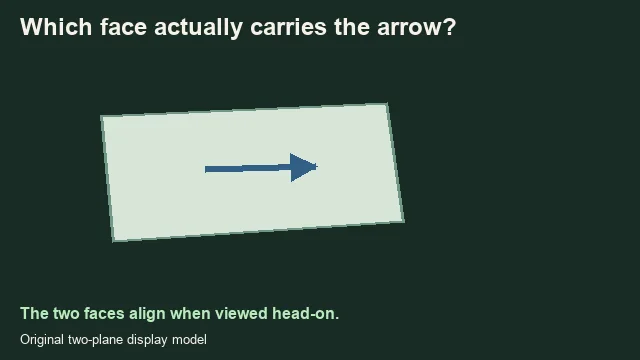 Which face actually carries the arrow?
The two faces align when viewed head-on.
Original two-plane display model